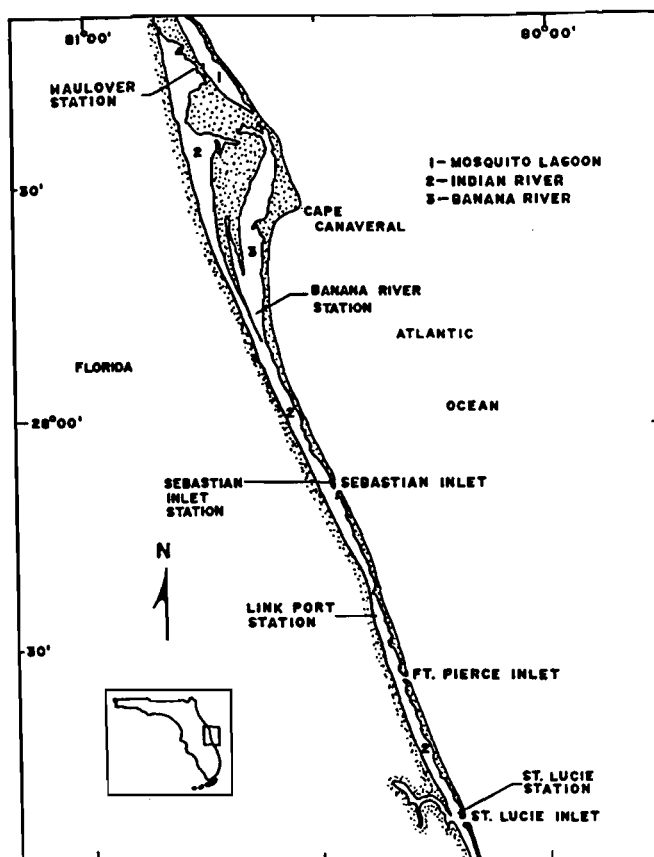 81°00'
80°00'
HAULOVER
STATION
1
2
30'
1-MOSQUITO LAGOON
2-INDIAN RIVER
3-BANANA RIVER
CAPE
CANAVERAL
3
BANANA RIVER
STATION
ATLANTIC
FLORIDA
OCEAN
2
28°00'
SEBASTIAN
INLET
STATION
SEBASTIAN INLET
N
LINK PORT
STATION
30'
FT. PIERCE INLET
2
ST. LUCIE
STATION
ST. LUCIE INLET